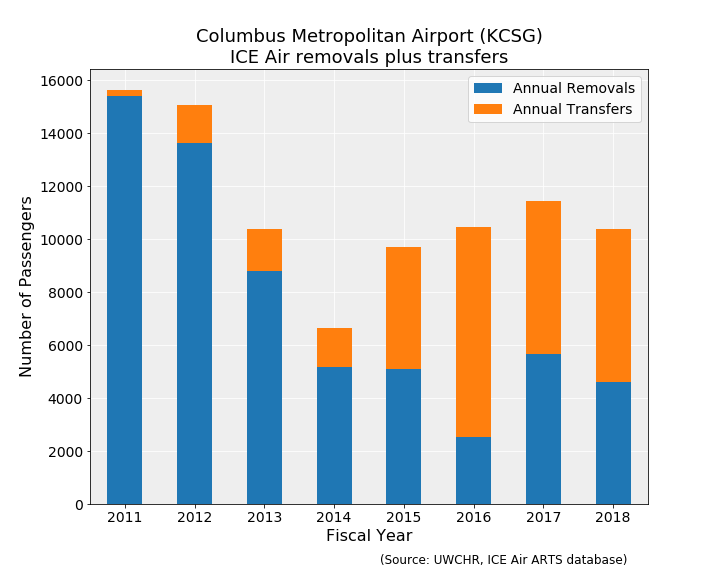 Columbus Metropolitan Airport (KCSG)
ICE Air removals plus transfers
Annual Removals
Annual Transfers
16000
14000
12000
10000
8000
6000
4000
2000
0
Number of Passengers
2011 2012 2013 2014 2015 2016 2017 2018
Fiscal Year
(Source: UWCHR, ICE Air ARTS database)